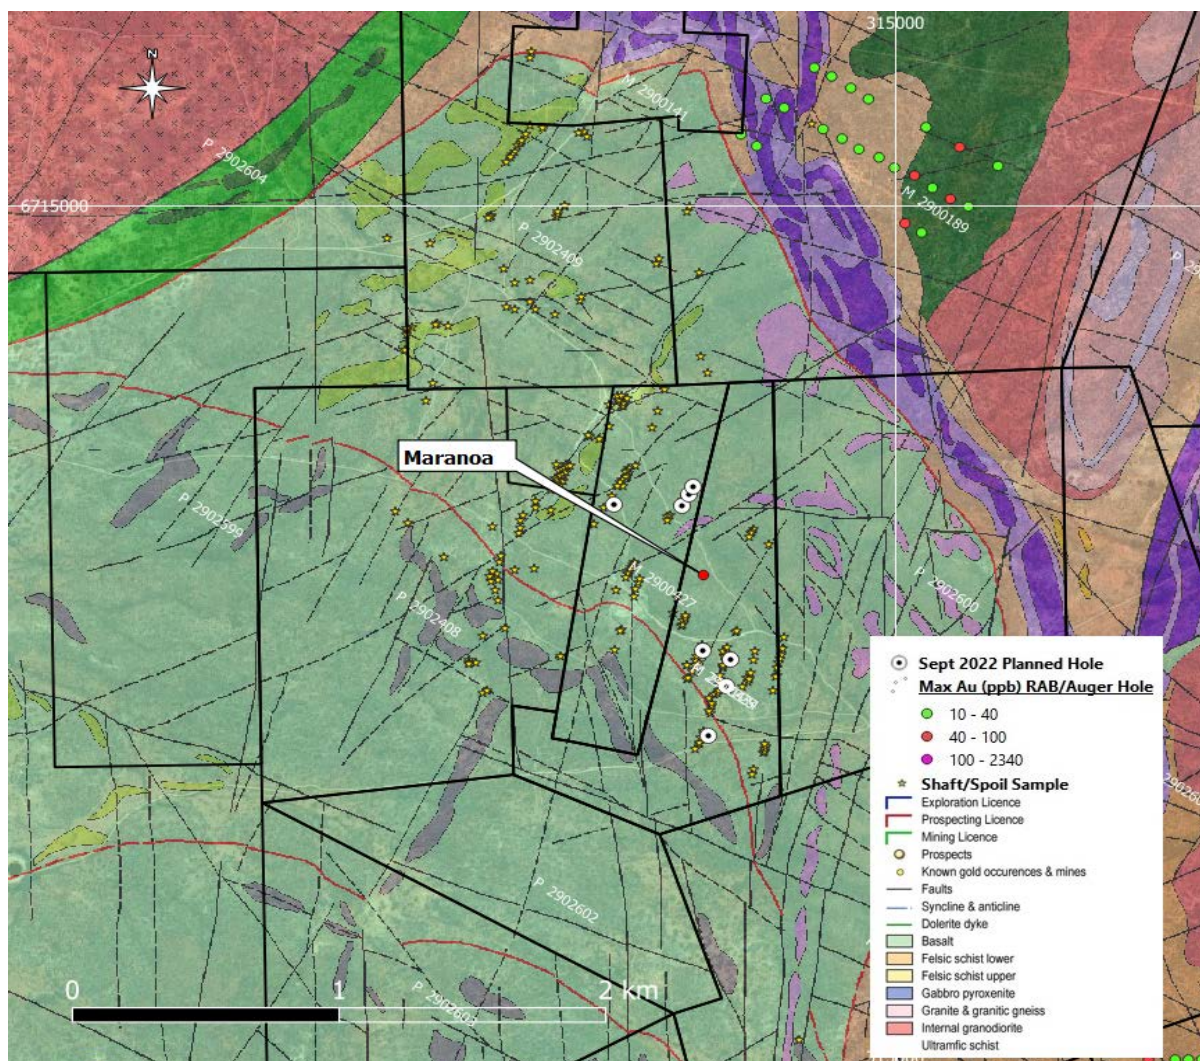 315000
N
M 2900141
P 2902604
6715000
M 2900189
P 2902409
Maranoa
P 2902599
M 2900427
P 2902600
P 2902408
Sept 2022 Planned Hole
Max Au (ppb) RAB/Auger Hole
10 - 40
40 - 100
100 - 2340
Shaft/Spoil Sample
Exploration Licence
Prospecting Licence
Mining Licence
Prospects
Known gold occurences & mines
Faults
Syncline & anticline
Dolerite dyke
Basalt
Felsic schist lower
Felsic schist upper
Gabbro pyroxenite
Granite & granitic gneiss
Internal granodiorite
Ultramfic schist
P 2902602
0 1 2 km
P 2902603